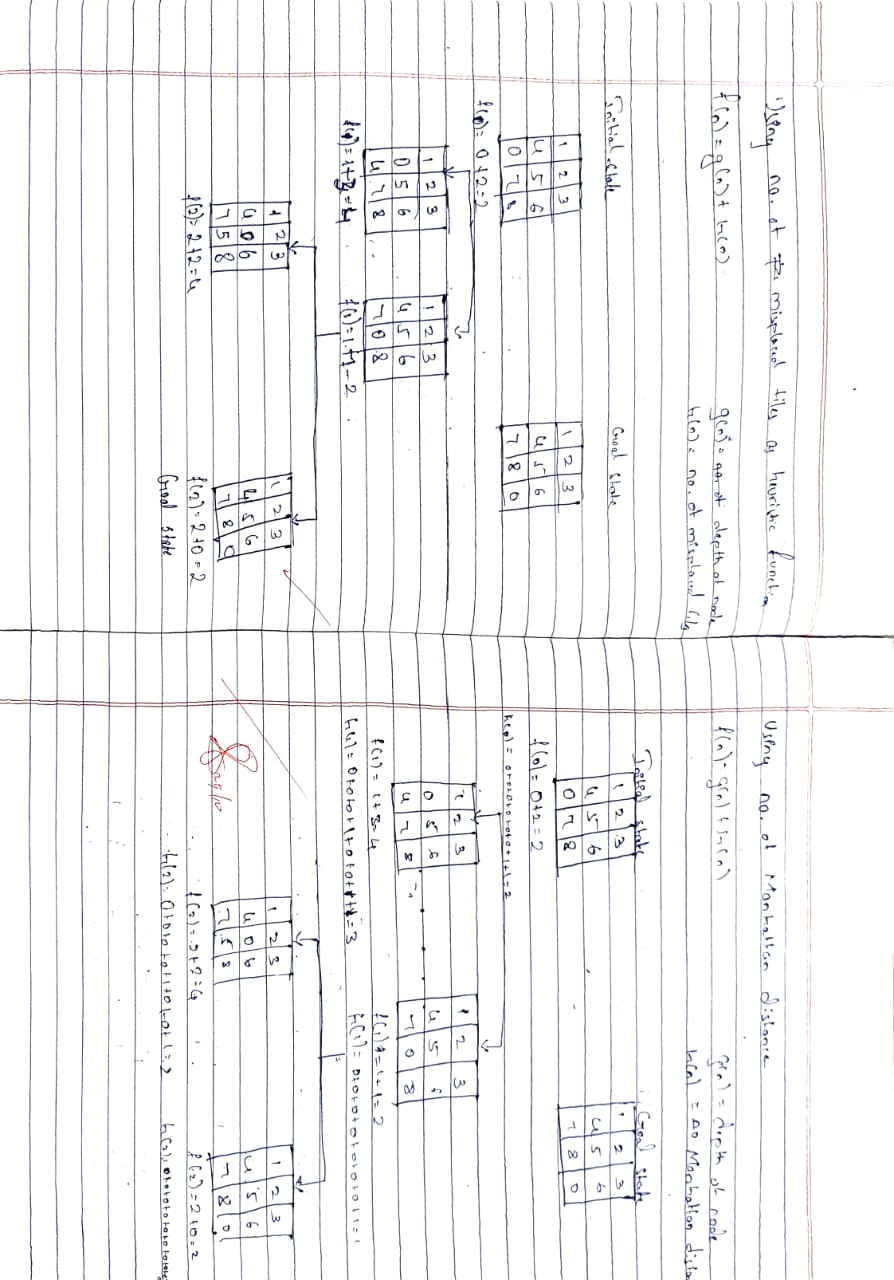 Using no. of misplaced tiles as heuristic function
f(n) = g(n) + h(n)
g(n) = depth of node
h(n) = no. of misplaced tiles
Initial State
Goal State
1 2 3
4 5 6
0 7 8
1 2 3
4 5 6
7 8 0
f(0) = 0+2=2
1 2 3
0 5 6
4 7 8
1 2 3
4 5 6
7 0 8
f(1)=1+3=4
f(1)=1+1=2
1 2 3
4 0 6
7 5 8
1 2 3
4 5 6
7 8 0
f(2)= 2+2=4
f(2)=2+0=2
Goal State
Using no. of Manhattan distance
f(n) = g(n) + h(n)
g(n) = depth of node
h(n) = no Manhattan dista
Initial state
Goal state
1 2 3
4 5 6
0 7 8
1 2 3
4 5 6
7 8 0
f(0)=0+2=2
h(0)= 0+0+0+0+0+0+1+1=2
1 2 3
0 5 6
4 7 8
1 2 3
4 5 6
7 0 8
f(1)=1+3=4
f(1)=1+1=2
h(1)=0+0+0+1+0+0+1+1=3
h(1)=0+0+0+0+0+0+0+1=1
1 2 3
4 0 6
7 5 8
1 2 3
4 5 6
7 8 0
f(2)=2+2=4
f(2)=2+0=2
h(2)=0+0+0+0+1+0+0+1=2
h(2)=0+0+0+0+0+0+0+0=
25/10